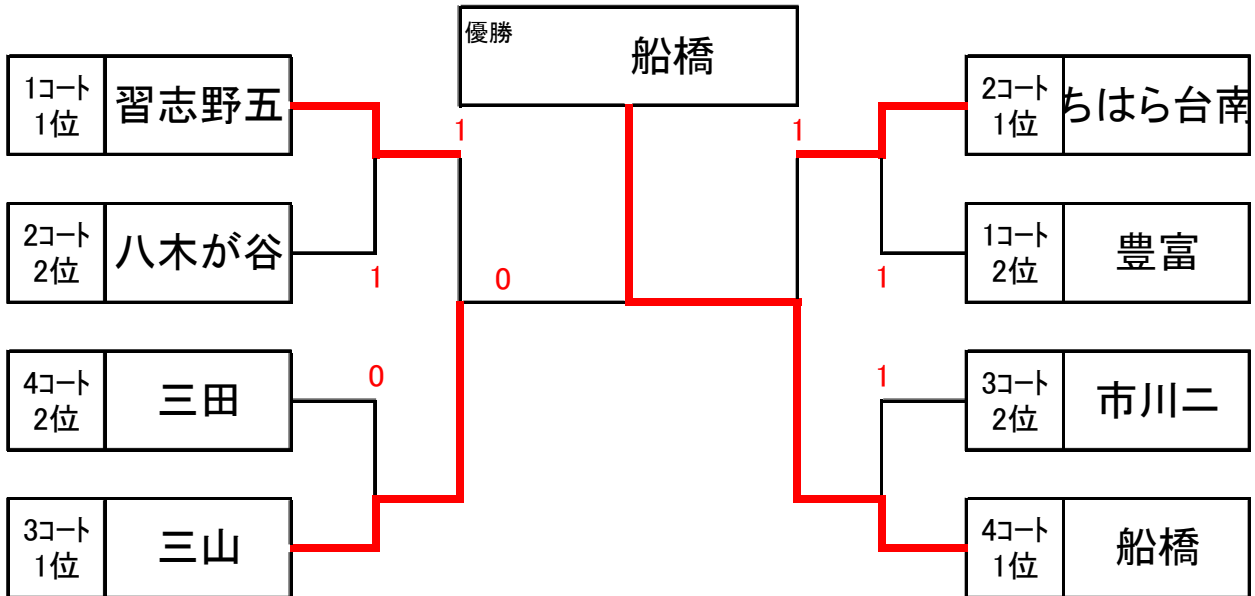 優勝
船橋
1コート
1位
習志野五
2コート
2位
八木が谷
4コート
2位
三田
3コート
1位
三山
1
1
0
0
1
1
1
2コート
1位
ちはら台南
1コート
2位
豊富
3コート
2位
市川二
4コート
1位
船橋